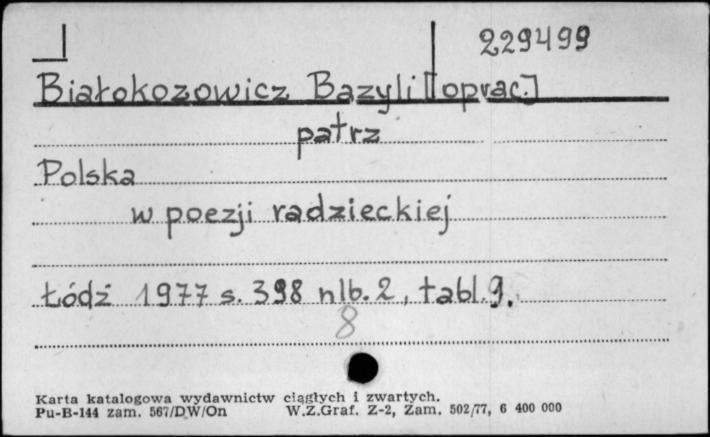 229499
Białokozowicz Bazyli [oprac.]
patrz
Polska
w poezji radzieckiej
Łódź 1977 s. 398 nlb. 2, tabl. 9.
8
Karta katalogowa wydawnictw ciągłych i zwartych.
Pu-B-144 zam. 567/DW/On W.Z.Graf. Z-2, Zam. 502/77, 6 400 000